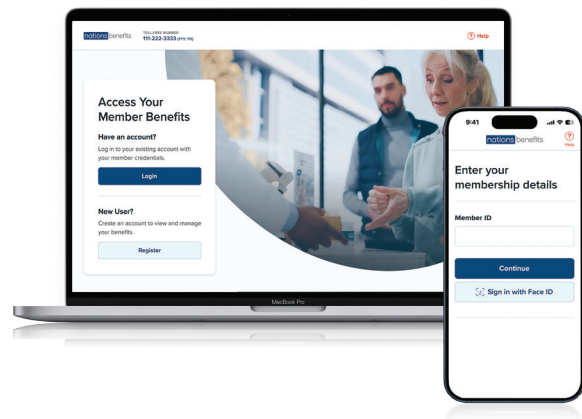 nations benefits
TOLL-FREE NUMBER
111-222-3333 (TTY: 711)
Help
Access Your
Member Benefits
Have an account?
Log in to your existing account with
your member credentials.
Login
New User?
Create an account to view and manage
your benefits.
Register
MacBook Pro
9:41
nations benefits
Help
Enter your
membership details
Member ID
Continue
Sign in with Face ID